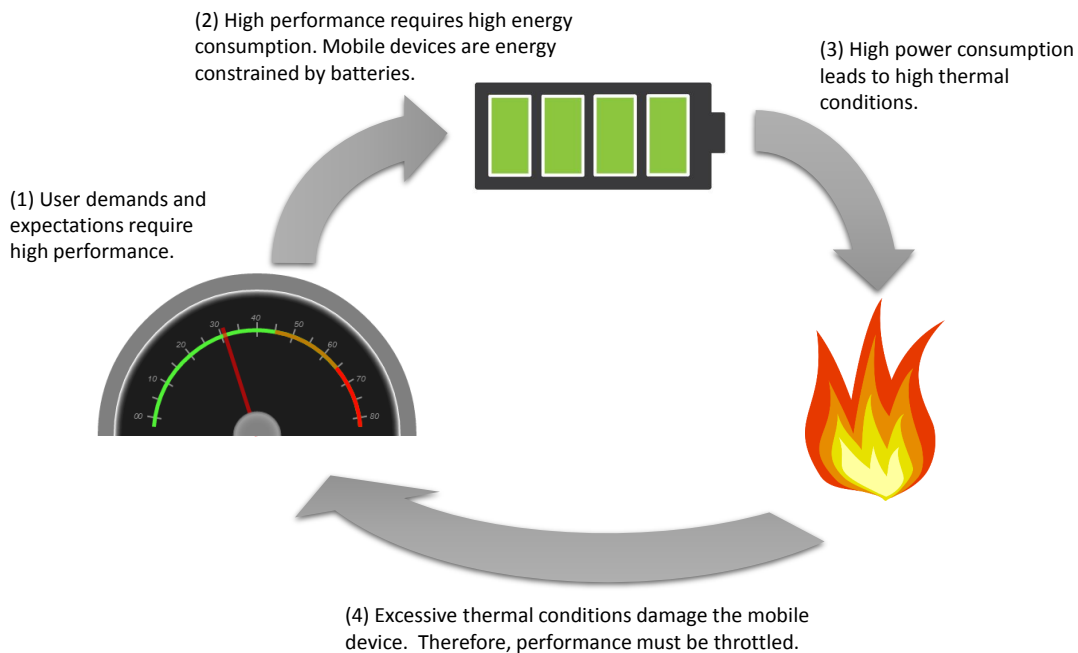 (2) High performance requires high energy
consumption. Mobile devices are energy
constrained by batteries.
(3) High power consumption
leads to high thermal
conditions.
(1) User demands and
expectations require
high performance.
00
10
20
30
40
50
60
70
80
(4) Excessive thermal conditions damage the mobile
device.  Therefore, performance must be throttled.